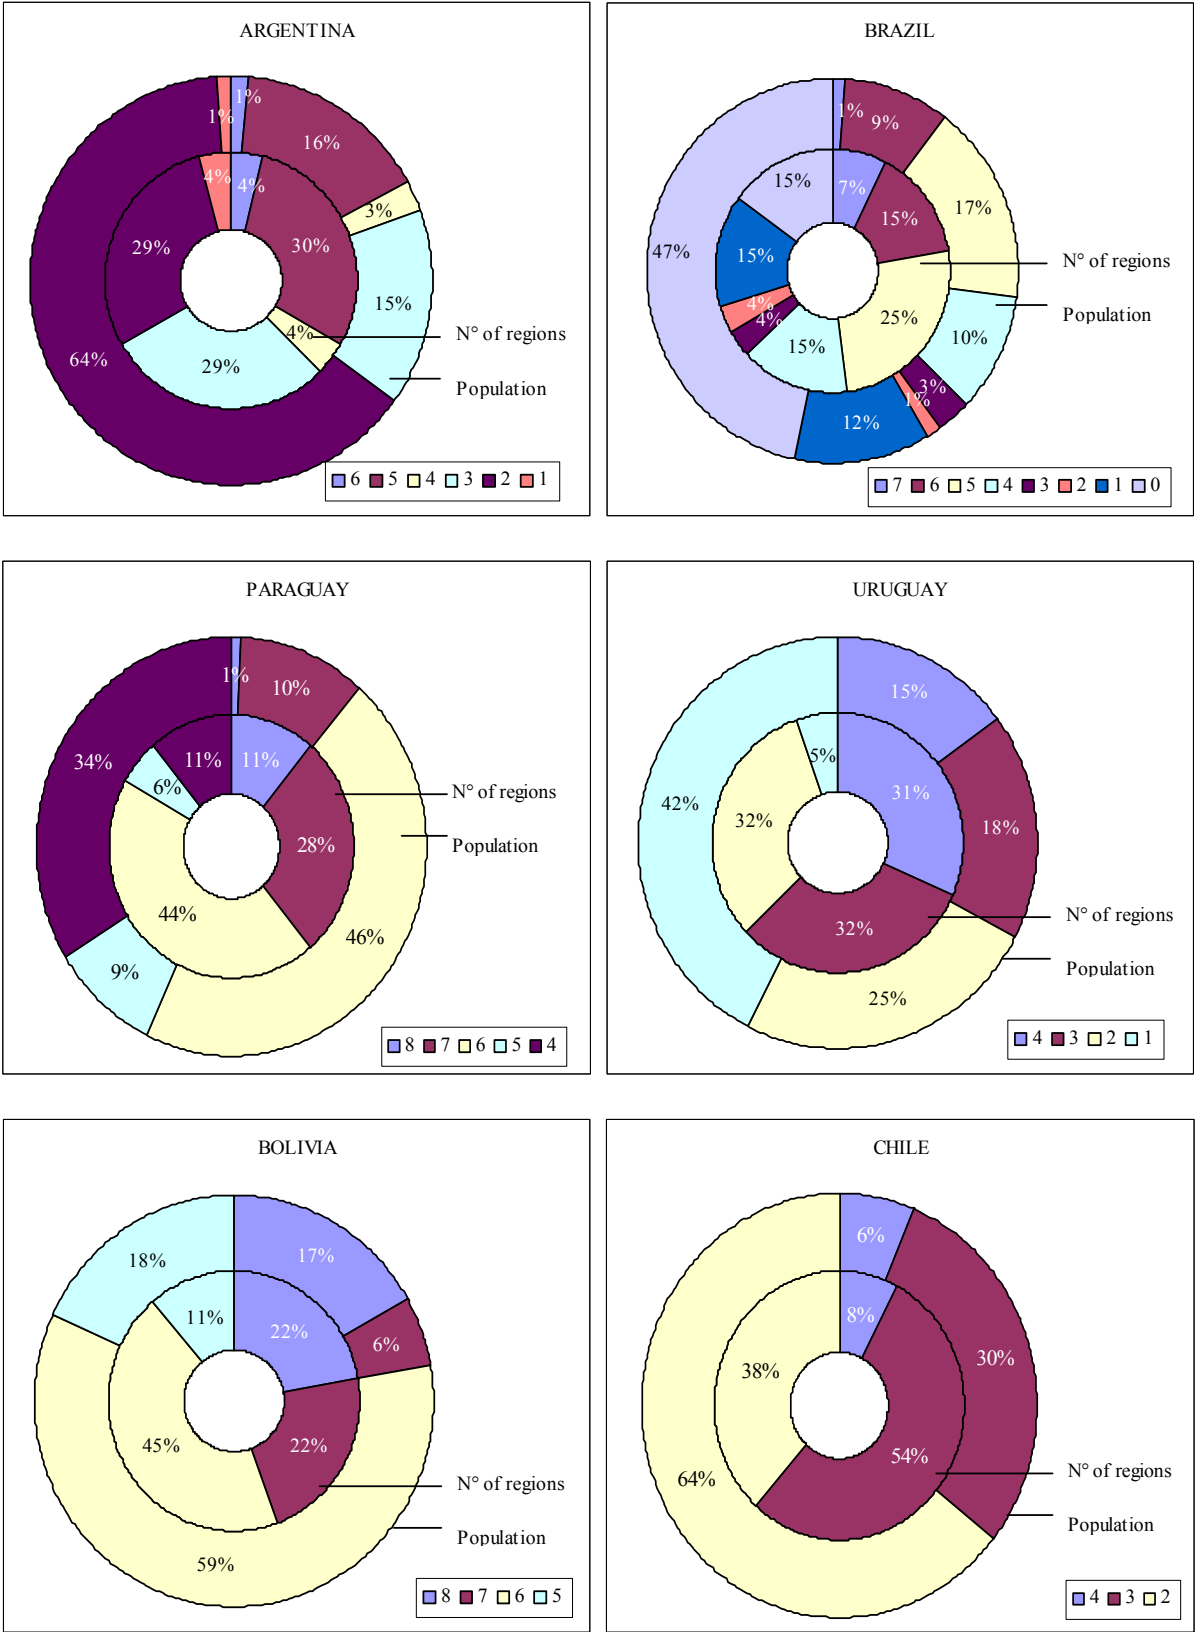 ARGENTINA
1%
1%
16%
4%
4%
3%
29%
30%
15%
4%
N° of regions
64%
29%
Population
6 5 4 3 2 1
BRAZIL
1%
9%
15%
7%
17%
15%
47%
15%
N° of regions
4%
4%
25%
Population
15%
10%
3%
1%
12%
7 6 5 4 3 2 1 0
PARAGUAY
1%
10%
34%
11%
11%
6%
N° of regions
28%
Population
44%
46%
9%
8 7 6 5 4
URUGUAY
15%
5%
31%
42%
32%
18%
N° of regions
32%
Population
25%
4 3 2 1
BOLIVIA
18%
17%
11%
22%
6%
45%
22%
N° of regions
Population
59%
8 7 6 5
CHILE
6%
8%
30%
38%
54%
N° of regions
64%
Population
4 3 2